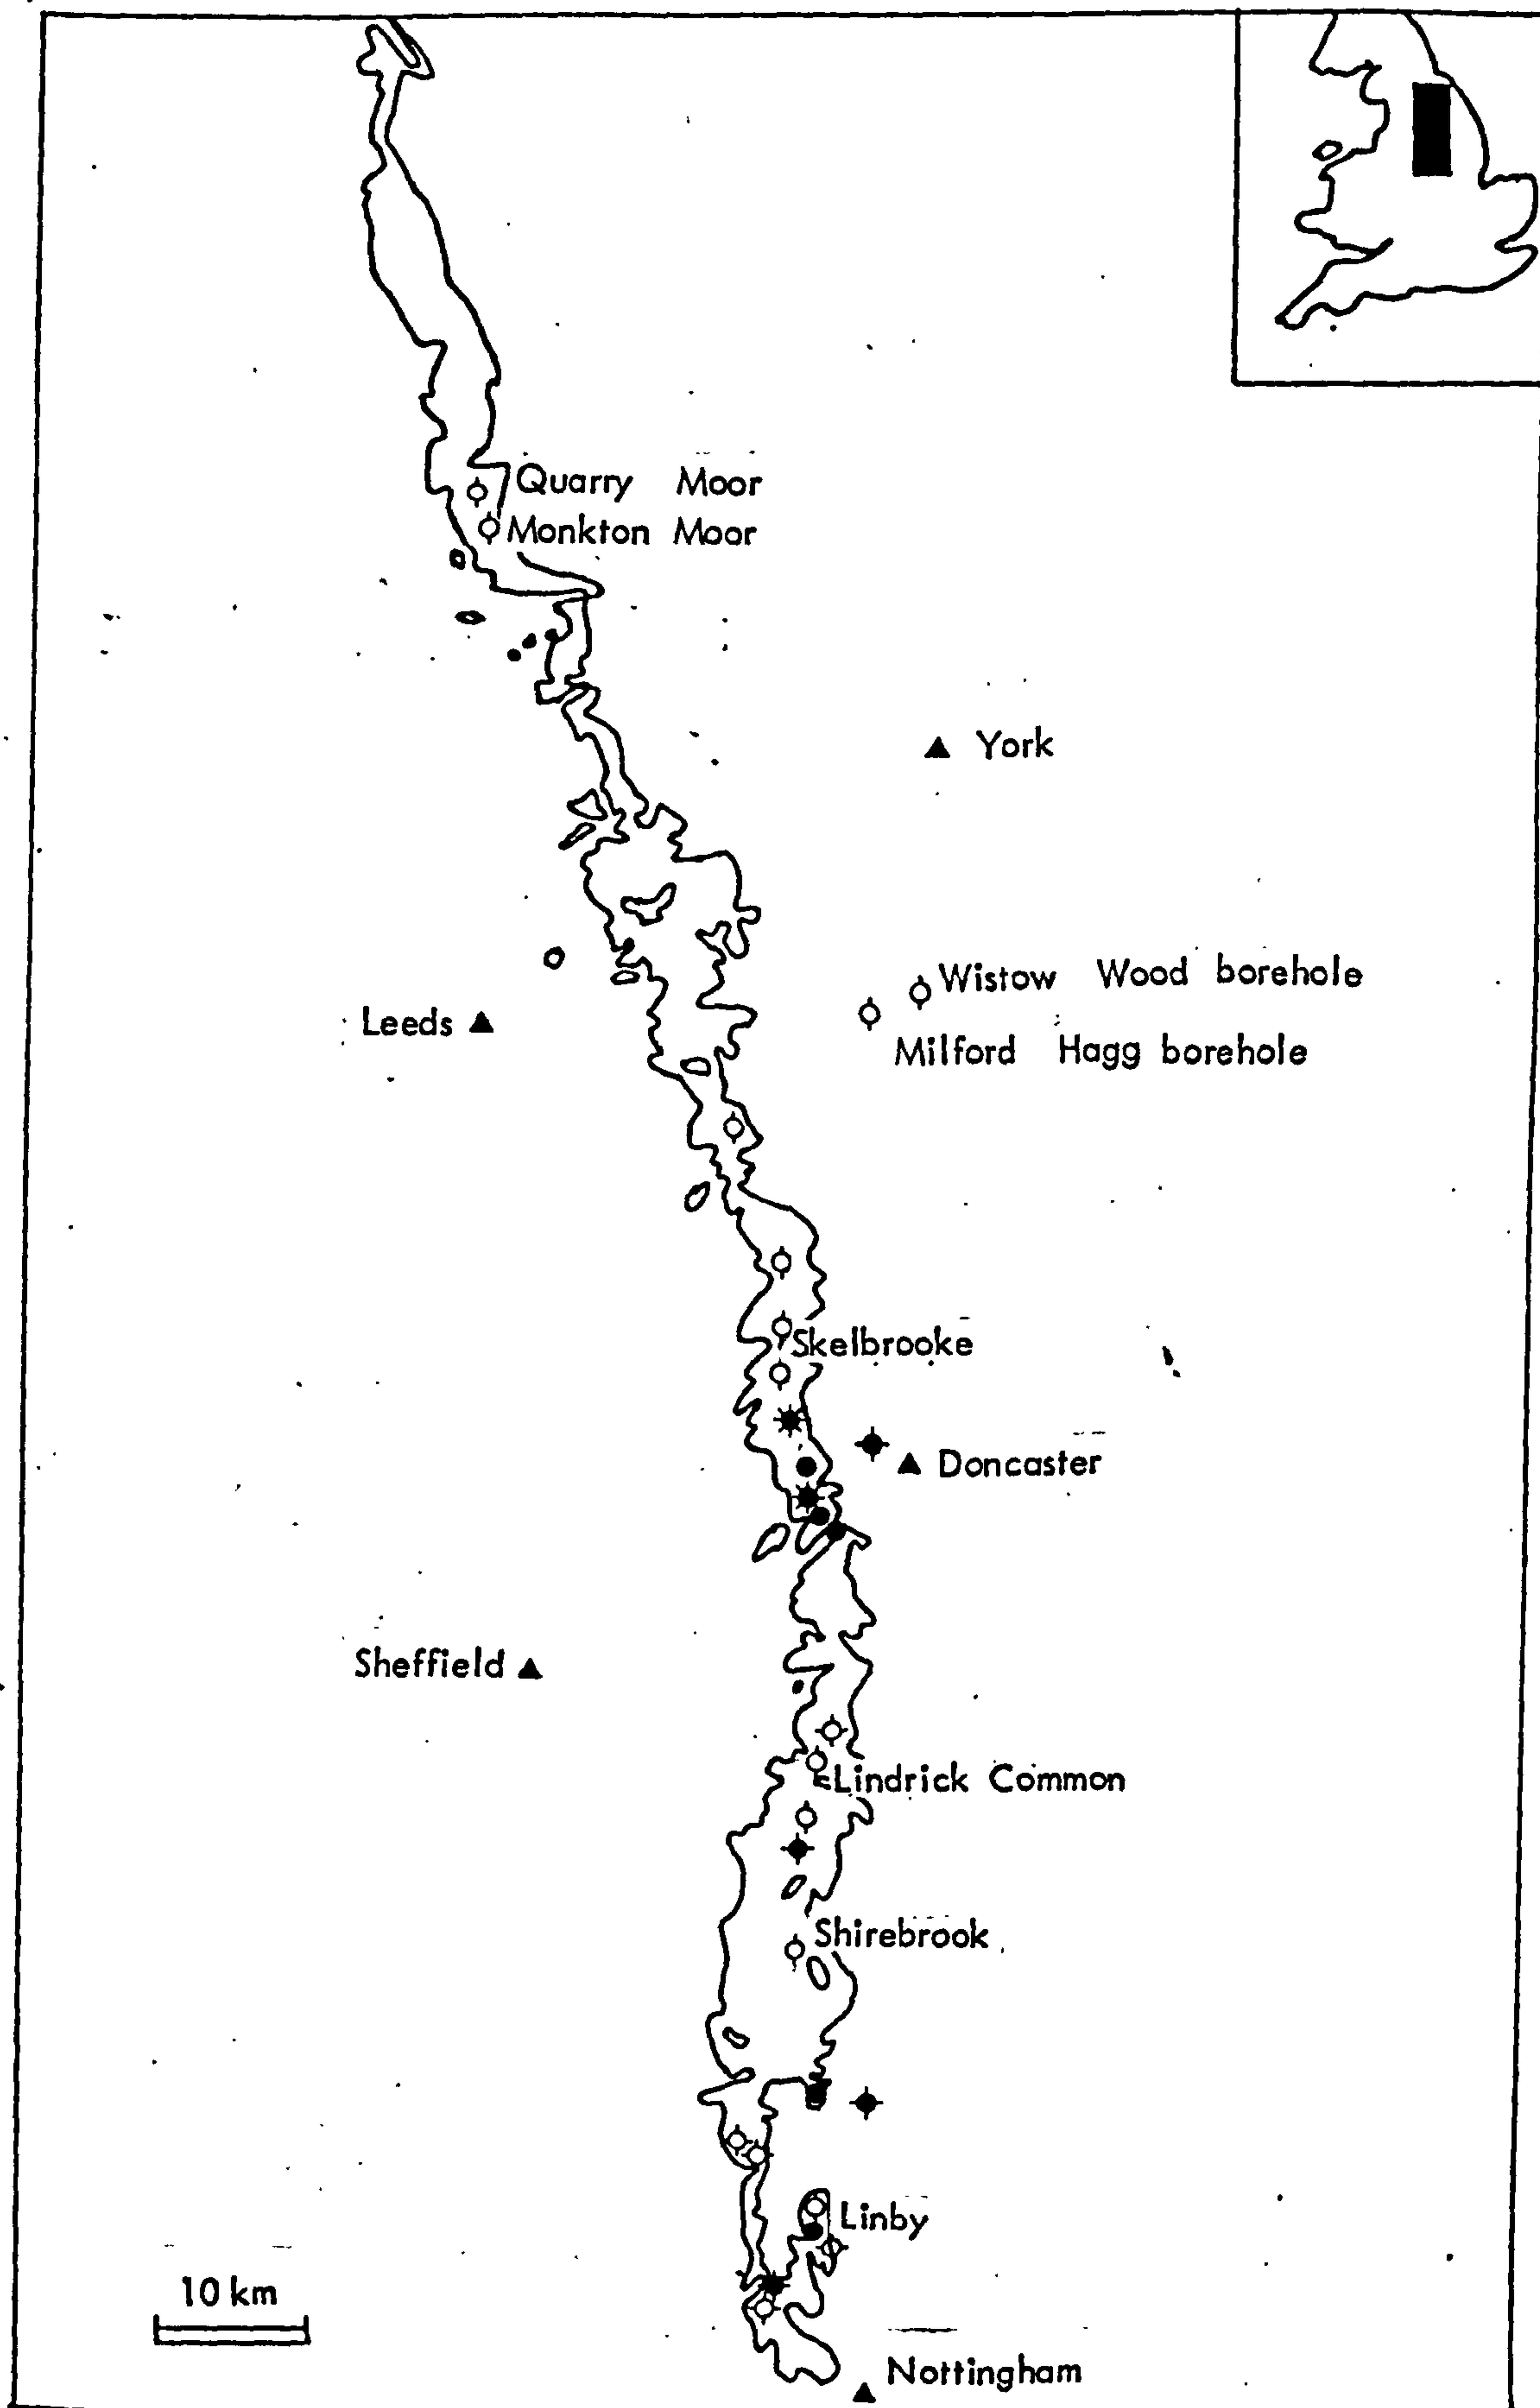 Quarry Moor
Monkton Moor
York
Wistow Wood borehole
Leeds
Milford Hagg borehole
Skelbrooke
Doncaster
Sheffield
Lindrick Common
Shirebrook
Linby
10 km
Nottingham